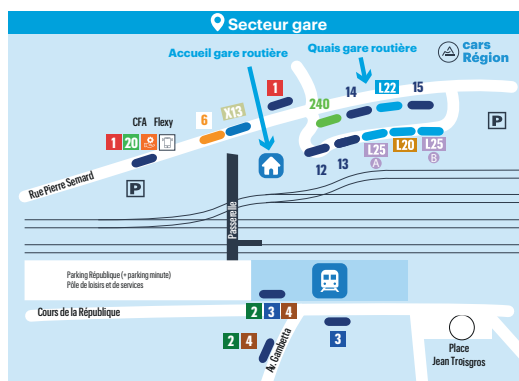 Secteur gare
Accueil gare routière
Quais gare routière
cars
Région
1
14
L22
15
240
X13
6
CFA Flexy
1 20
P
P
12
13
L25
L20
L25
A
B
Rue Pierre Semard
Passerelle
Parking République (+ parking minute)
Pôle de loisirs et de services
Cours de la République
2 3 4
2 4
3
Av. Gambetta
Place
Jean Troisgros